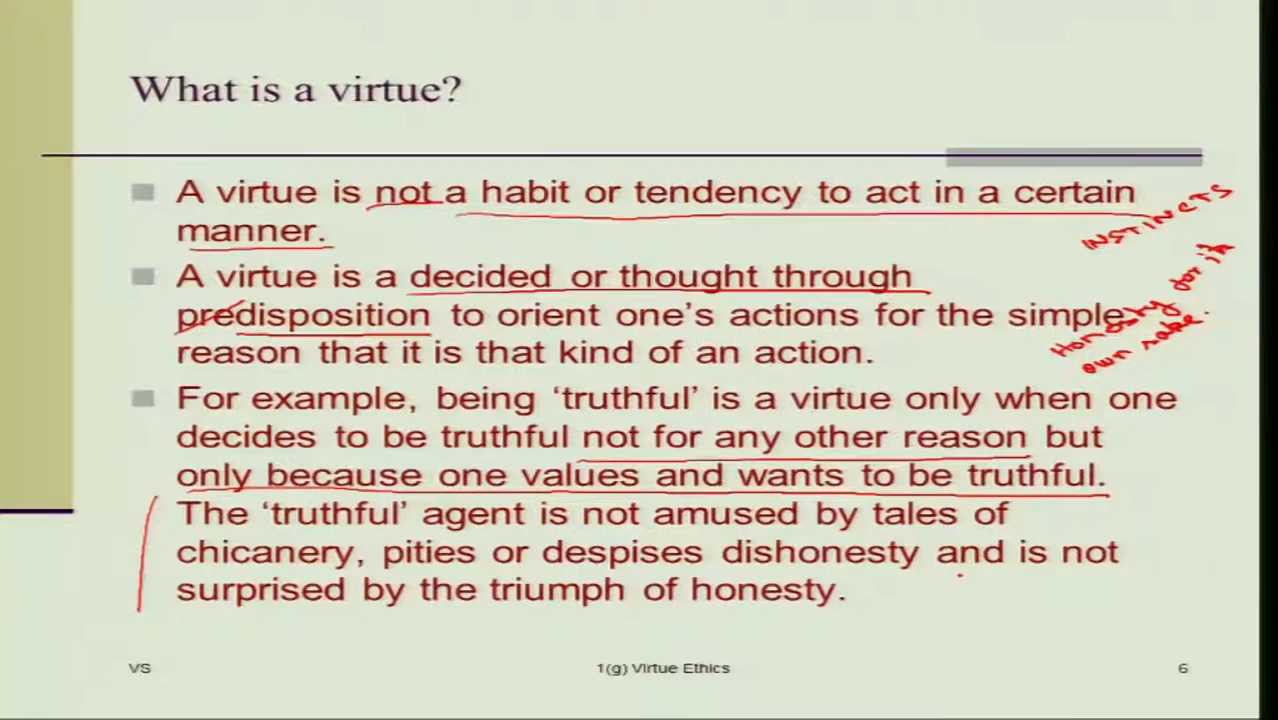 What is a virtue?
A virtue is not a habit or tendency to act in a certain
manner.
INSTINCTS
A virtue is a decided or thought through
predisposition to orient one's actions for the simple
reason that it is that kind of an action.
Honesty for its
own sake.
For example, being ‘truthful’ is a virtue only when one
decides to be truthful not for any other reason but
only because one values and wants to be truthful.
The ‘truthful’ agent is not amused by tales of
chicanery, pities or despises dishonesty and is not
surprised by the triumph of honesty.
VS
1(g) Virtue Ethics
6